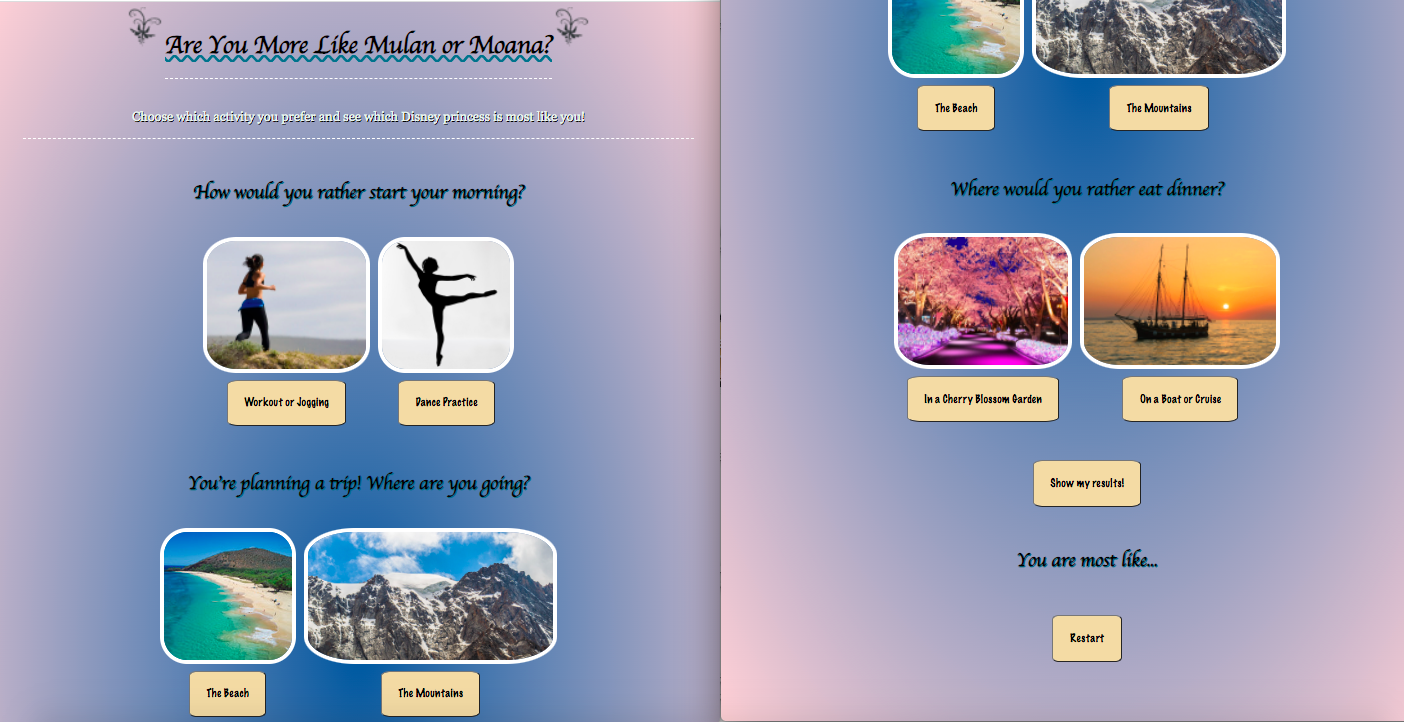 Are You More Like Mulan or Moana?
Choose which activity you prefer and see which Disney princess is most like you!
How would you rather start your morning?
Workout or Jogging
Dance Practice
You're planning a trip! Where are you going?
The Beach
The Mountains
The Beach
The Mountains
Where would you rather eat dinner?
In a Cherry Blossom Garden
On a Boat or Cruise
Show my results!
You are most like...
Restart